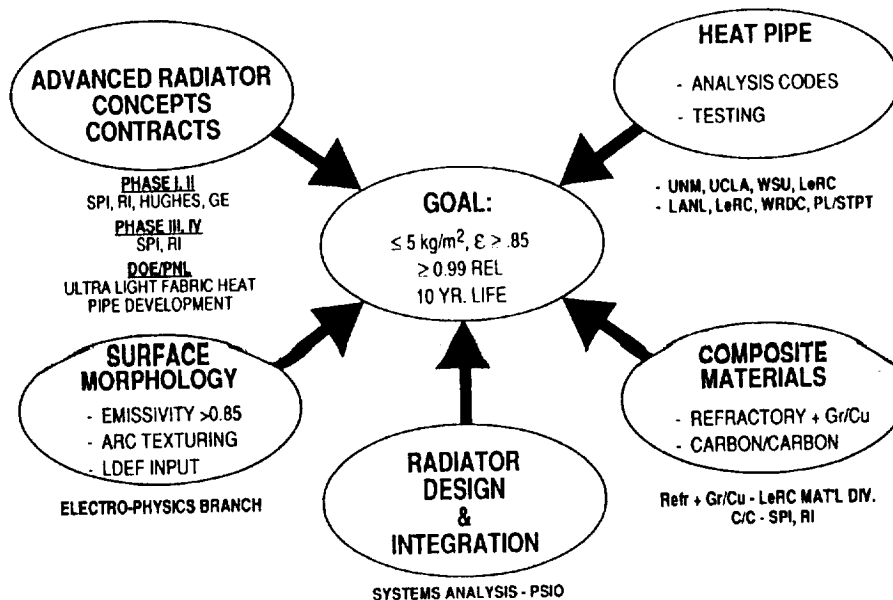 ADVANCED RADIATOR
CONCEPTS
CONTRACTS
PHASE I, II
SPI, RI, HUGHES, GE
PHASE III, IV
SPI, RI
DOE/PNL
ULTRA LIGHT FABRIC HEAT
PIPE DEVELOPMENT
HEAT PIPE
- ANALYSIS CODES
- TESTING
- UNM, UCLA, WSU, LeRC
- LANL, LeRC, WRDC, PL/STPT
GOAL:
≤ 5 kg/m², ε ≥ .85
≥ 0.99 REL
10 YR. LIFE
SURFACE
MORPHOLOGY
- EMISSIVITY >0.85
- ARC TEXTURING
- LDEF INPUT
ELECTRO-PHYSICS BRANCH
RADIATOR
DESIGN
&
INTEGRATION
SYSTEMS ANALYSIS - PSIO
COMPOSITE
MATERIALS
- REFRACTORY + Gr/Cu
- CARBON/CARBON
Refr + Gr/Cu - LeRC MAT'L DIV.
C/C - SPI, RI